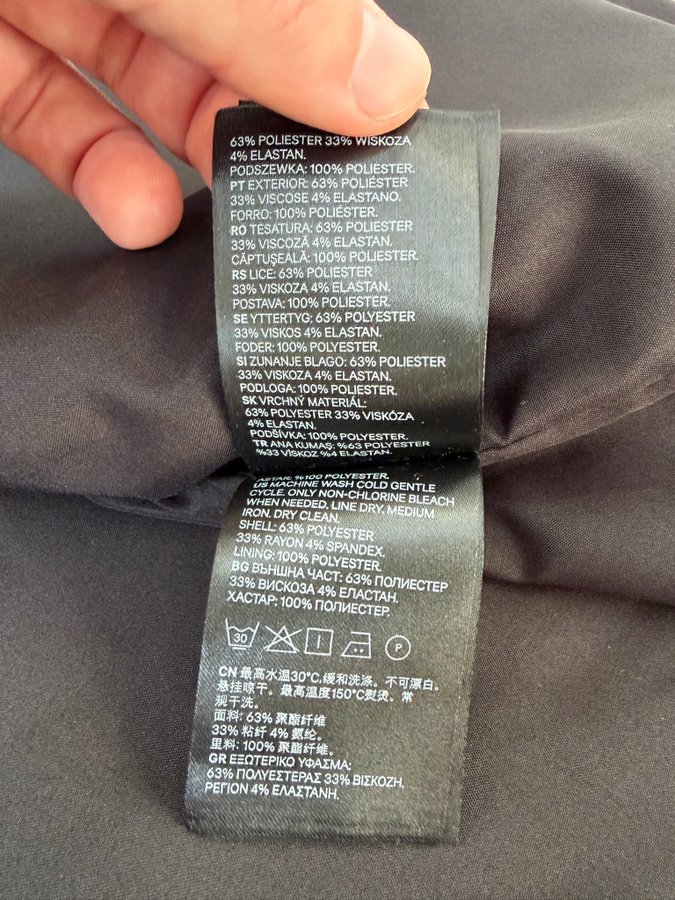 63% POLIESTER 33% WISKOZA
4% ELASTAN.
PODSZEWKA: 100% POLIESTER.
PT EXTERIOR: 63% POLIÉSTER
33% VISCOSE 4% ELASTANO.
FORRO: 100% POLIÉSTER.
RO TESATURA: 63% POLIESTER
33% VISCOZĂ 4% ELASTAN.
CĂPTUŞEALĂ: 100% POLIESTER.
RS LICE: 63% POLIESTER
33% VISKOZA 4% ELASTAN.
POSTAVA: 100% POLIESTER.
SE YTTERTYG: 63% POLYESTER
33% VISKOS 4% ELASTAN.
FODER: 100% POLYESTER.
SI ZUNANJE BLAGO: 63% POLIESTER
33% VISKOZA 4% ELASTAN.
PODLOGA: 100% POLIESTER.
SK VRCHNÝ MATERIÁL:
63% POLYESTER 33% VISKÓZA
4% ELASTAN.
PODŠÍVKA: 100% POLYESTER.
TR ANA KUMAŞ: %63 POLYESTER
%33 VİSKOZ %4 ELASTAN.
ASTAR: %100 POLYESTER.
US MACHINE WASH COLD GENTLE
CYCLE. ONLY NON-CHLORINE BLEACH
WHEN NEEDED. LINE DRY. MEDIUM
IRON. DRY CLEAN.
SHELL: 63% POLYESTER
33% RAYON 4% SPANDEX.
LINING: 100% POLYESTER.
BG ВЪНШНА ЧАСТ: 63% ПОЛИЕСТЕР
33% ВИСКОЗА 4% ЕЛАСТАН.
ХАСТАР: 100% ПОЛИЕСТЕР.
30 P
CN 最高水温30°C,缓和洗涤。不可漂白。
悬挂晾干。最高温度150°C熨烫。常
规干洗。
面料: 63% 聚酯纤维
33% 粘纤 4% 氨纶。
里料: 100% 聚酯纤维。
GR ΕΞΩΤΕΡΙΚΟ ΥΦΑΣΜΑ:
63% ΠΟΛΥΕΣΤΕΡΑΣ 33% ΒΙΣΚΟΖΗ,
ΡΕΓΙΟΝ 4% ΕΛΑΣΤΑΝΗ.